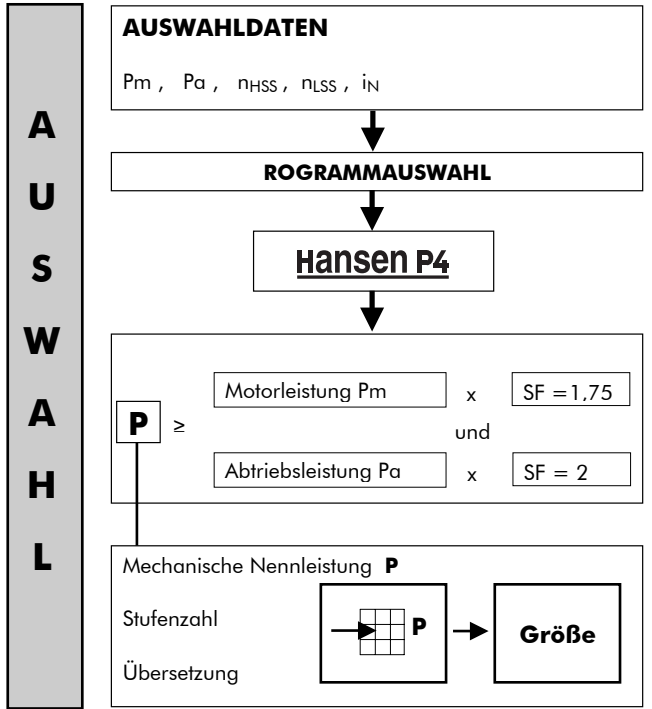 A
U
S
W
A
H
L
AUSWAHLDATEN
Pm , Pa , nHSS , nLSS , iN
ROGRAMMAUSWAHL
Hansen P4
Motorleistung Pm x SF =1,75
P ≥
und
Abtriebsleistung Pa x SF = 2
Mechanische Nennleistung P
Stufenzahl
P
Größe
Übersetzung